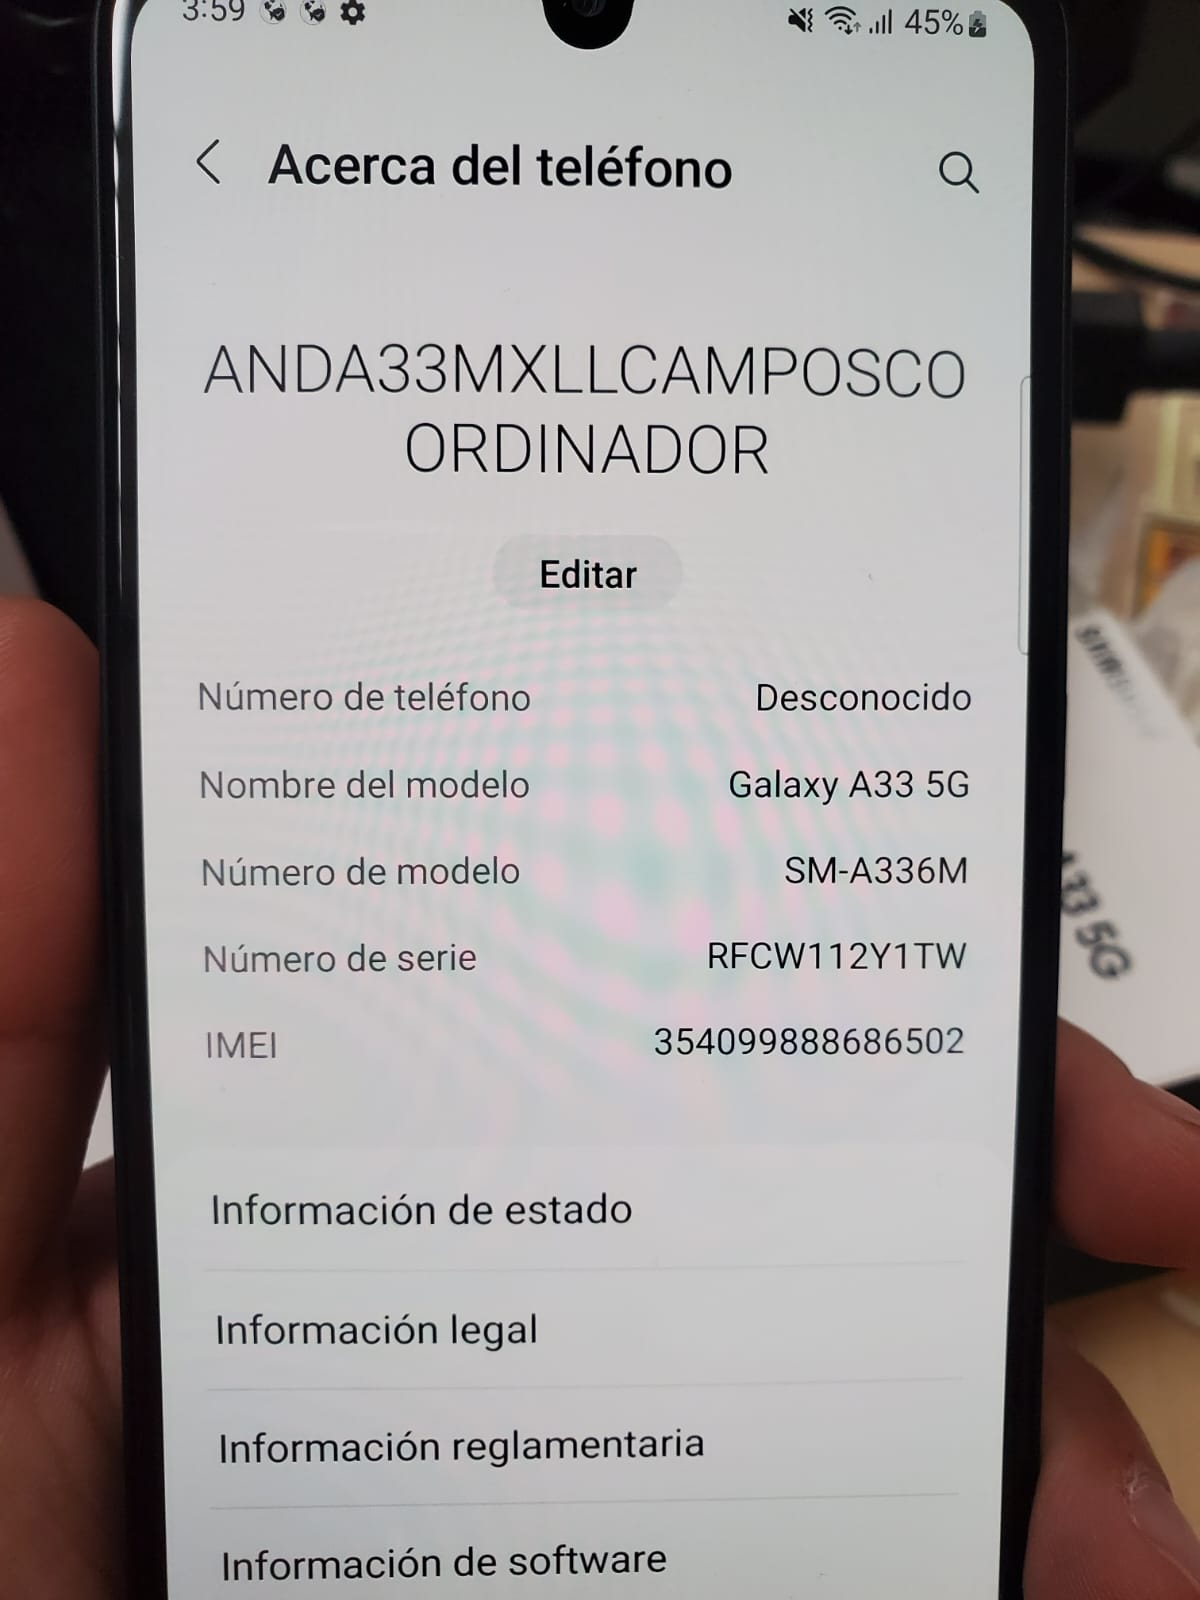 3:59
45%
Acerca del teléfono
ANDA33MXLLCAMPOSCO
ORDINADOR
Editar
Número de teléfono Desconocido
Nombre del modelo Galaxy A33 5G
Número de modelo SM-A336M
Número de serie RFCW112Y1TW
IMEI 354099888686502
Información de estado
Información legal
Información reglamentaria
Información de software
A33 5G